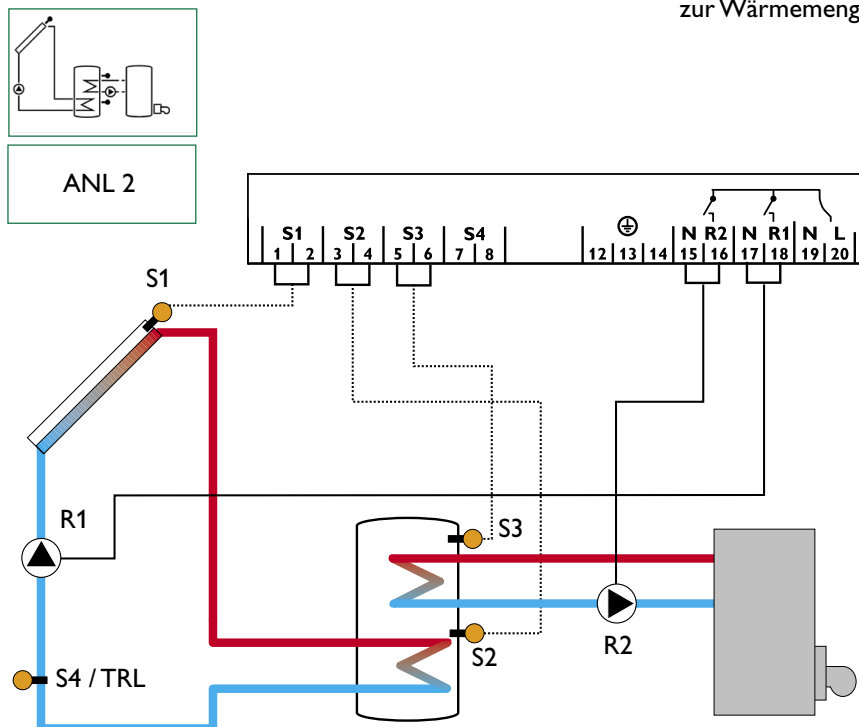 zur Wärmemeng
ANL 2
S1 S2 S3 S4 N R2 N R1 N L
1 2 3 4 5 6 7 8 12 13 14 15 16 17 18 19 20
S1
R1
S3
S2
R2
S4 / TRL